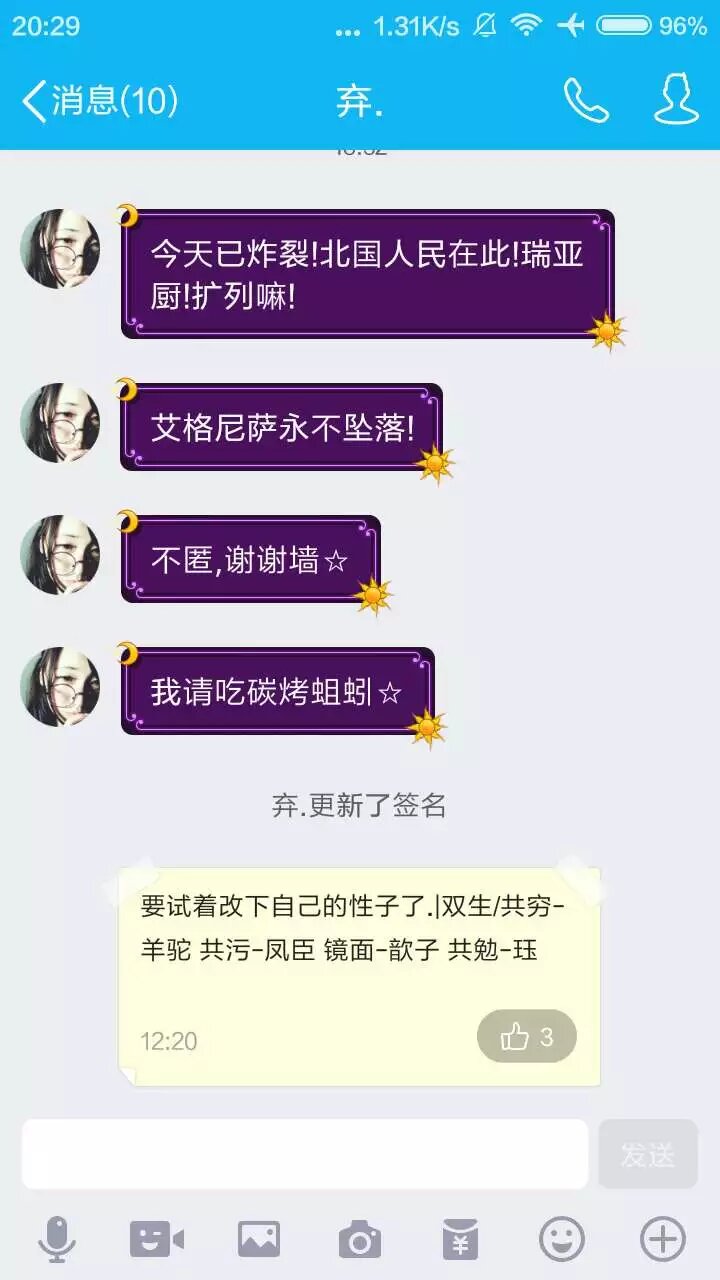 20:29
... 1.31K/s 96%
消息(10)
弃.
今天已炸裂!北国人民在此!瑞亚
厨!扩列嘛!
艾格尼萨永不坠落!
不匿,谢谢墙☆
我请吃碳烤蛆蚓☆
弃.更新了签名
要试着改下自己的性子了.|双生/共穷-
羊驼 共污-凤臣 镜面-歆子 共勉-珏
12:20
3
发送